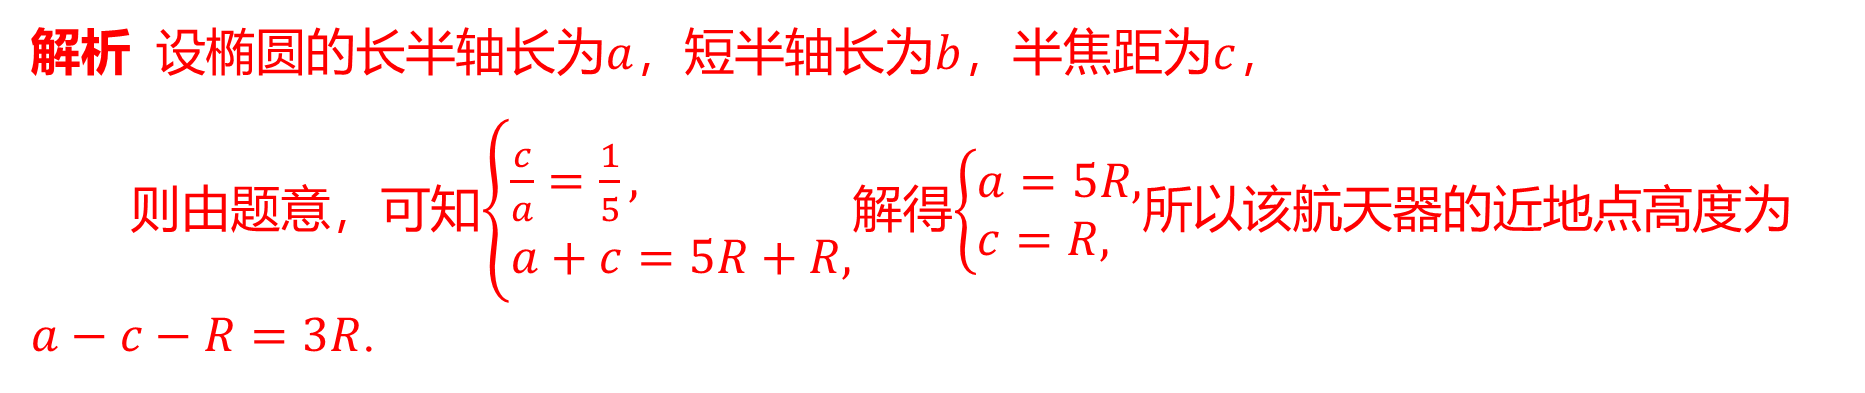 解析 设椭圆的长半轴长为a，短半轴长为b，半焦距为c，
则由题意，可知{c/a = 1/5, a + c = 5R + R, 解得{a = 5R, c = R, 所以该航天器的近地点高度为
a − c − R = 3R.